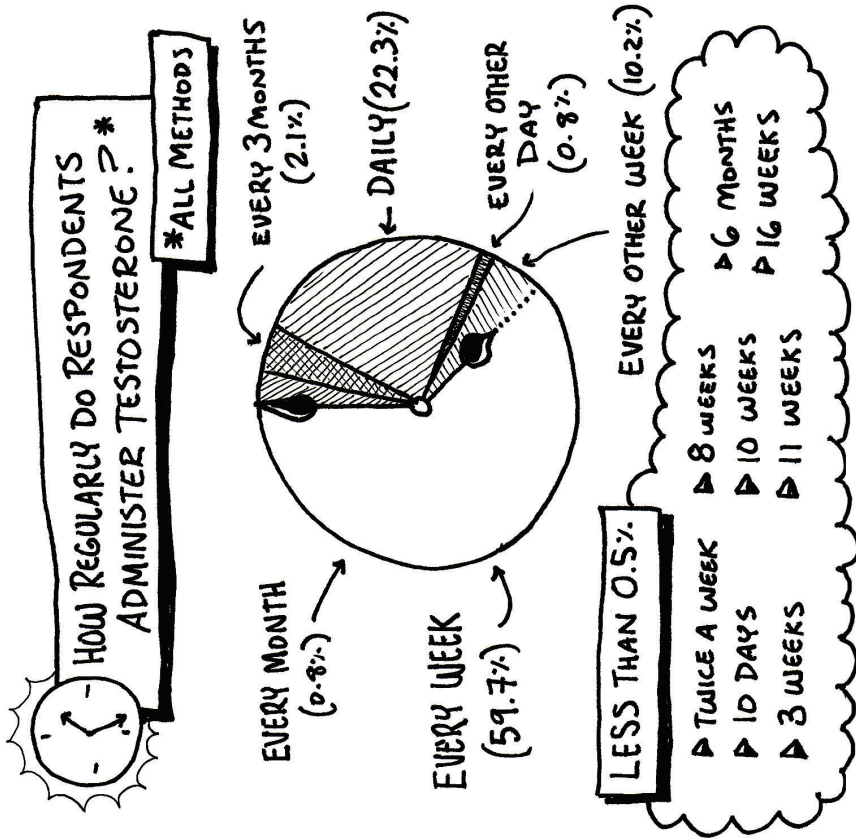 HOW REGULARLY DO RESPONDENTS
ADMINISTER TESTOSTERONE?*
*ALL METHODS
EVERY 3 MONTHS
(2.1%)
DAILY (22.3%)
EVERY OTHER
DAY
(0.8%)
EVERY OTHER WEEK (10.2%)
EVERY MONTH
(0.8%)
EVERY WEEK
(59.7%)
LESS THAN 0.5%
TWICE A WEEK
10 DAYS
3 WEEKS
8 WEEKS
10 WEEKS
11 WEEKS
6 MONTHS
16 WEEKS